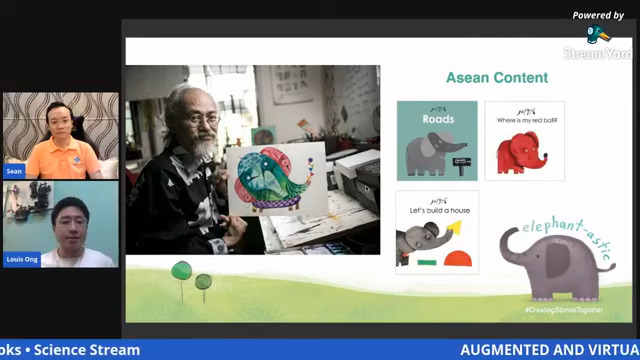 Powered by
StreamYard
Asean Content
Roads
Where is my red ball?
Let's build a house
elephant-astic
#CreatingStoriesTogether
Sean
Louis Ong
oks • Science Stream
AUGMENTED AND VIRTUA